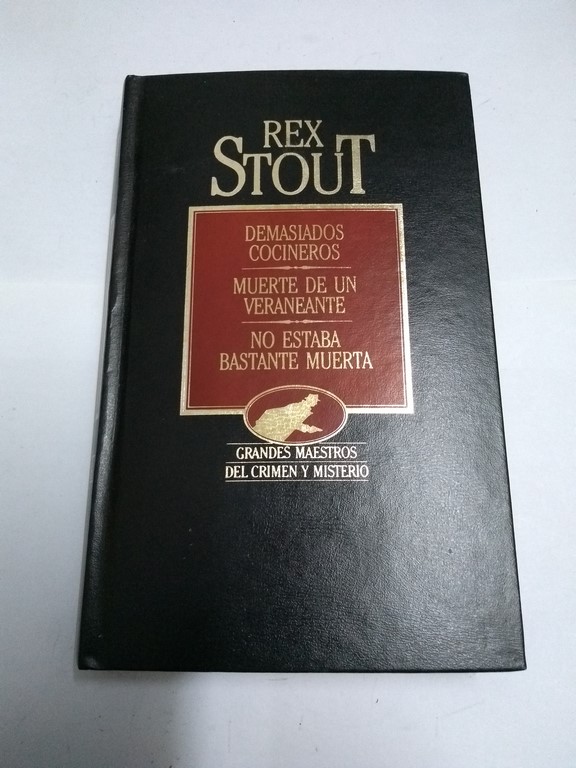 REX
STOUT
DEMASIADOS
COCINEROS
MUERTE DE UN
VERANEANTE
NO ESTABA
BASTANTE MUERTA
GRANDES MAESTROS
DEL CRIMEN Y MISTERIO